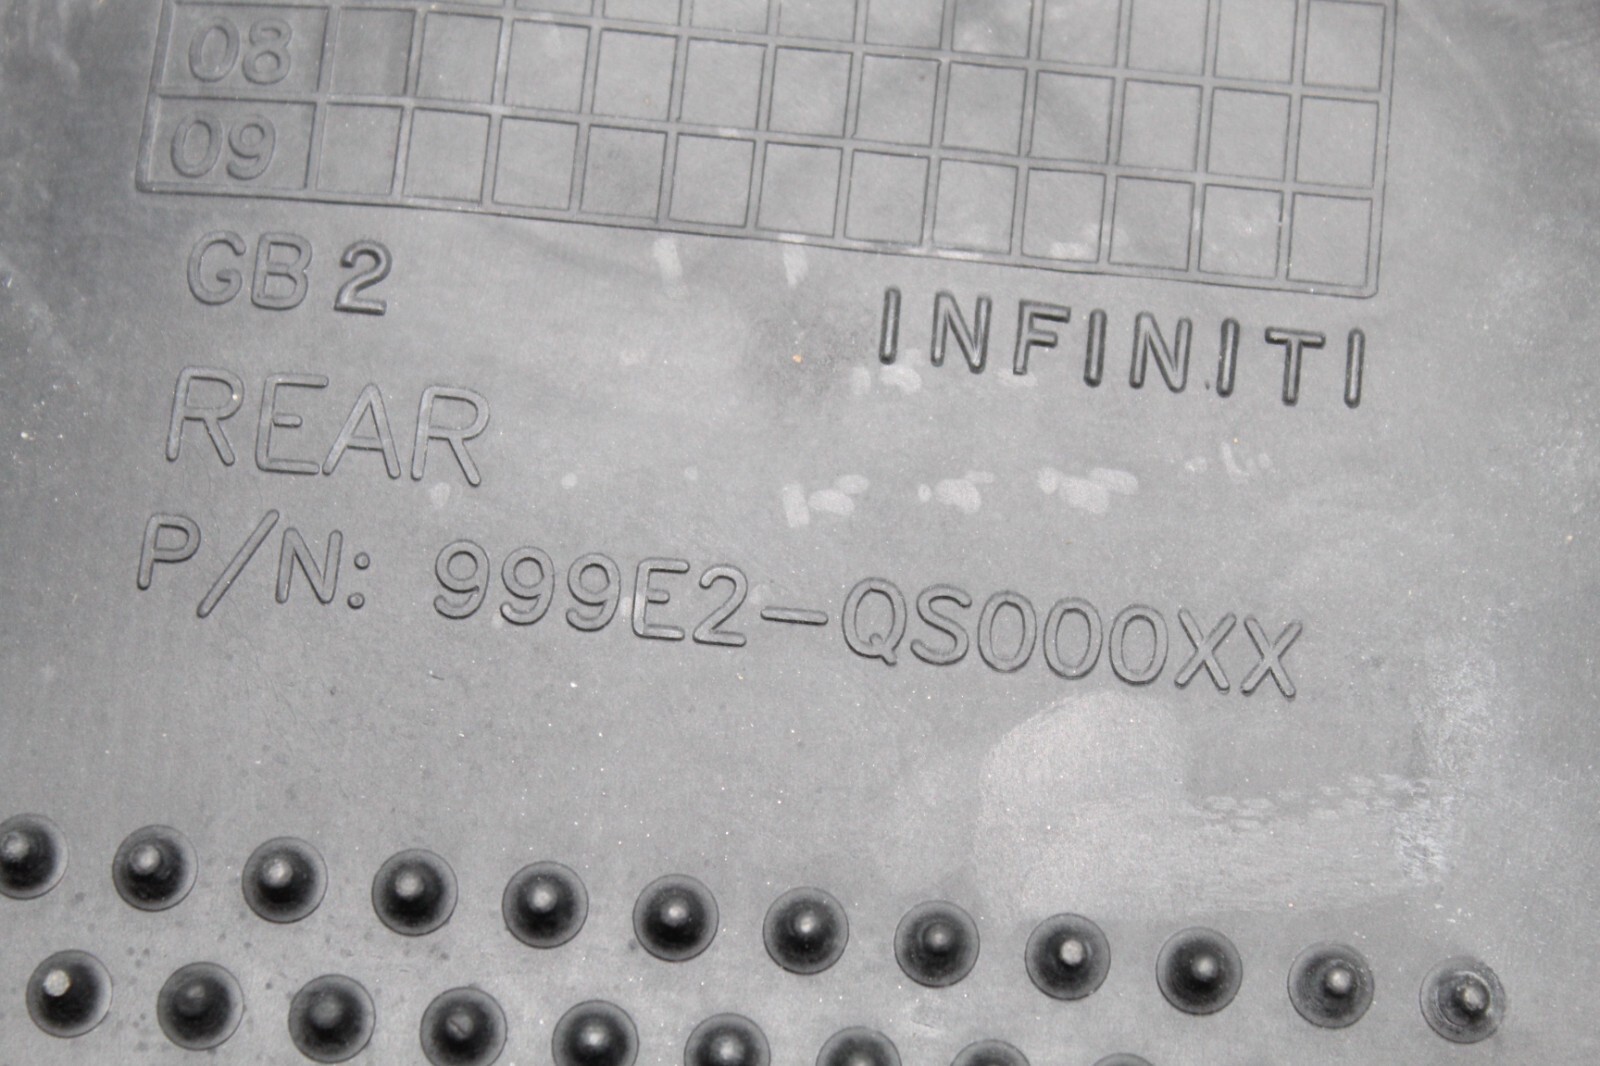 08
09
GB2
INFINITI
REAR
P/N: 999E2-QS000XX